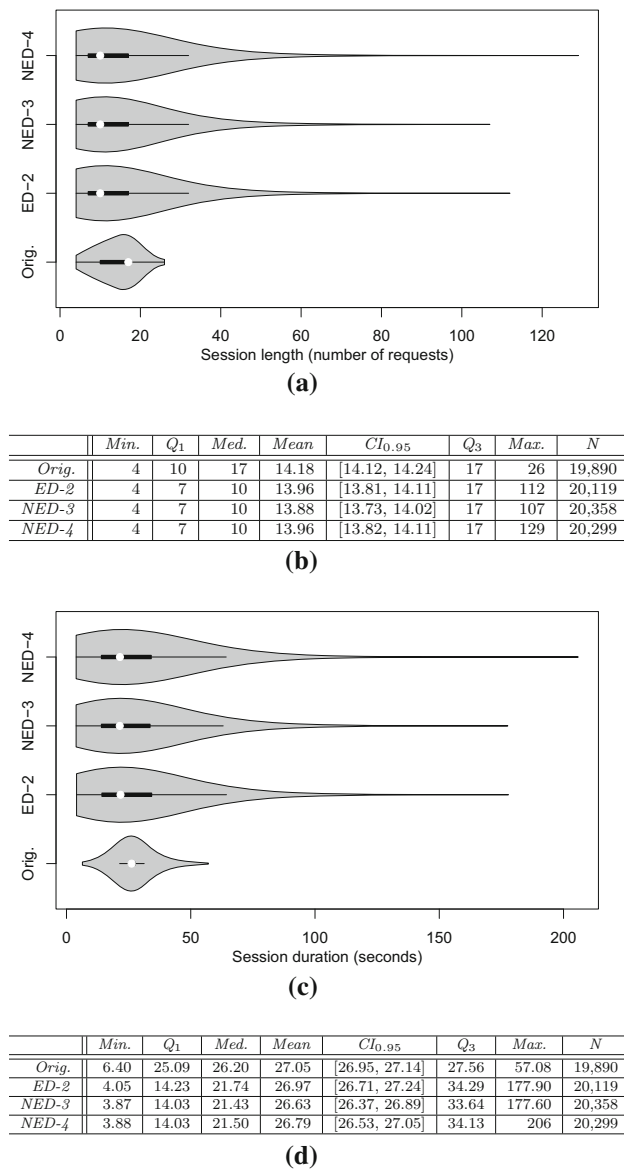 NED−4
NED−3
ED−2
Orig.
0 20 40 60 80 100 120
Session length (number of requests)
(a)
Min. Q1 Med. Mean CI0.95 Q3 Max. N
Orig. 4 10 17 14.18 [14.12, 14.24] 17 26 19,890
ED-2 4 7 10 13.96 [13.81, 14.11] 17 112 20,119
NED-3 4 7 10 13.88 [13.73, 14.02] 17 107 20,358
NED-4 4 7 10 13.96 [13.82, 14.11] 17 129 20,299
(b)
NED−4
NED−3
ED−2
Orig.
0 50 100 150 200
Session duration (seconds)
(c)
Min. Q1 Med. Mean CI0.95 Q3 Max. N
Orig. 6.40 25.09 26.20 27.05 [26.95, 27.14] 27.56 57.08 19,890
ED-2 4.05 14.23 21.74 26.97 [26.71, 27.24] 34.29 177.90 20,119
NED-3 3.87 14.03 21.43 26.63 [26.37, 26.89] 33.64 177.60 20,358
NED-4 3.88 14.03 21.50 26.79 [26.53, 27.05] 34.13 206 20,299
(d)